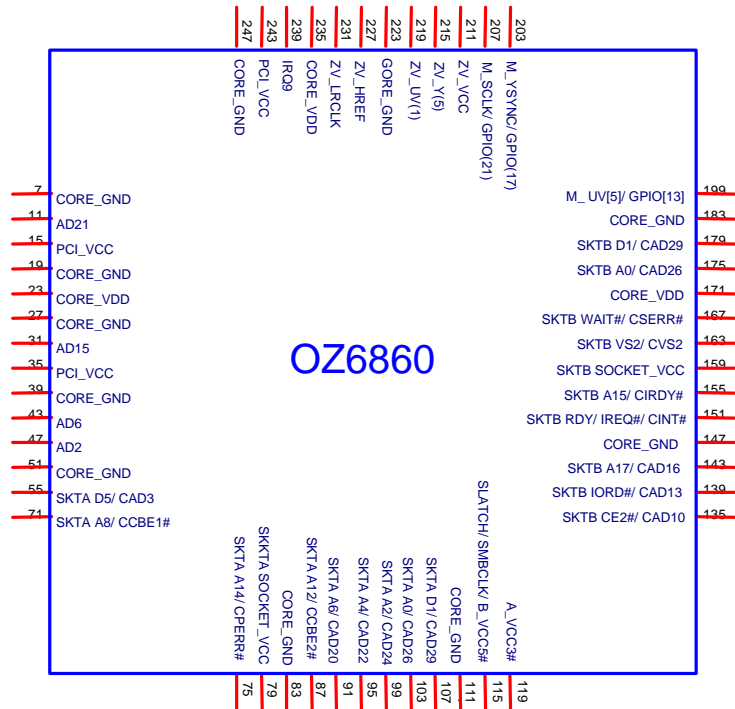 247
243
239
235
231
227
223
219
215
211
207
203
CORE_GND
PCI_VCC
IRQ9
CORE_VDD
ZV_LRCLK
ZV_HREF
GORE_GND
ZV_UV(1)
ZV_Y(5)
ZV_VCC
M_SCLK/ GPIO(21)
M_YSYNC/ GPIO(17)
7 CORE_GND
11 AD21
15 PCI_VCC
19 CORE_GND
23 CORE_VDD
27 CORE_GND
31 AD15
35 PCI_VCC
39 CORE_GND
43 AD6
47 AD2
51 CORE_GND
55 SKTA D5/ CAD3
71 SKTA A8/ CCBE1#
OZ6860
M_ UV[5]/ GPIO[13] 199
CORE_GND 183
SKTB D1/ CAD29 179
SKTB A0/ CAD26 175
CORE_VDD 171
SKTB WAIT#/ CSERR# 167
SKTB VS2/ CVS2 163
SKTB SOCKET_VCC 159
SKTB A15/ CIRDY# 155
SKTB RDY/ IREQ#/ CINT# 151
CORE_GND 147
SKTB A17/ CAD16 143
SKTB IORD#/ CAD13 139
SKTB CE2#/ CAD10 135
SKTA A14/ CPERR#
SKKTA SOCKET_VCC
CORE_GND
SKTA A12/ CCBE2#
SKTA A6/ CAD20
SKTA A4/ CAD22
SKTA A2/ CAD24
SKTA A0/ CAD26
SKTA D1/ CAD29
CORE_GND
SLATCH/ SMBCLK/ B_VCC5#
A_VCC3#
75
79
83
87
91
95
99
103
107
111
115
119